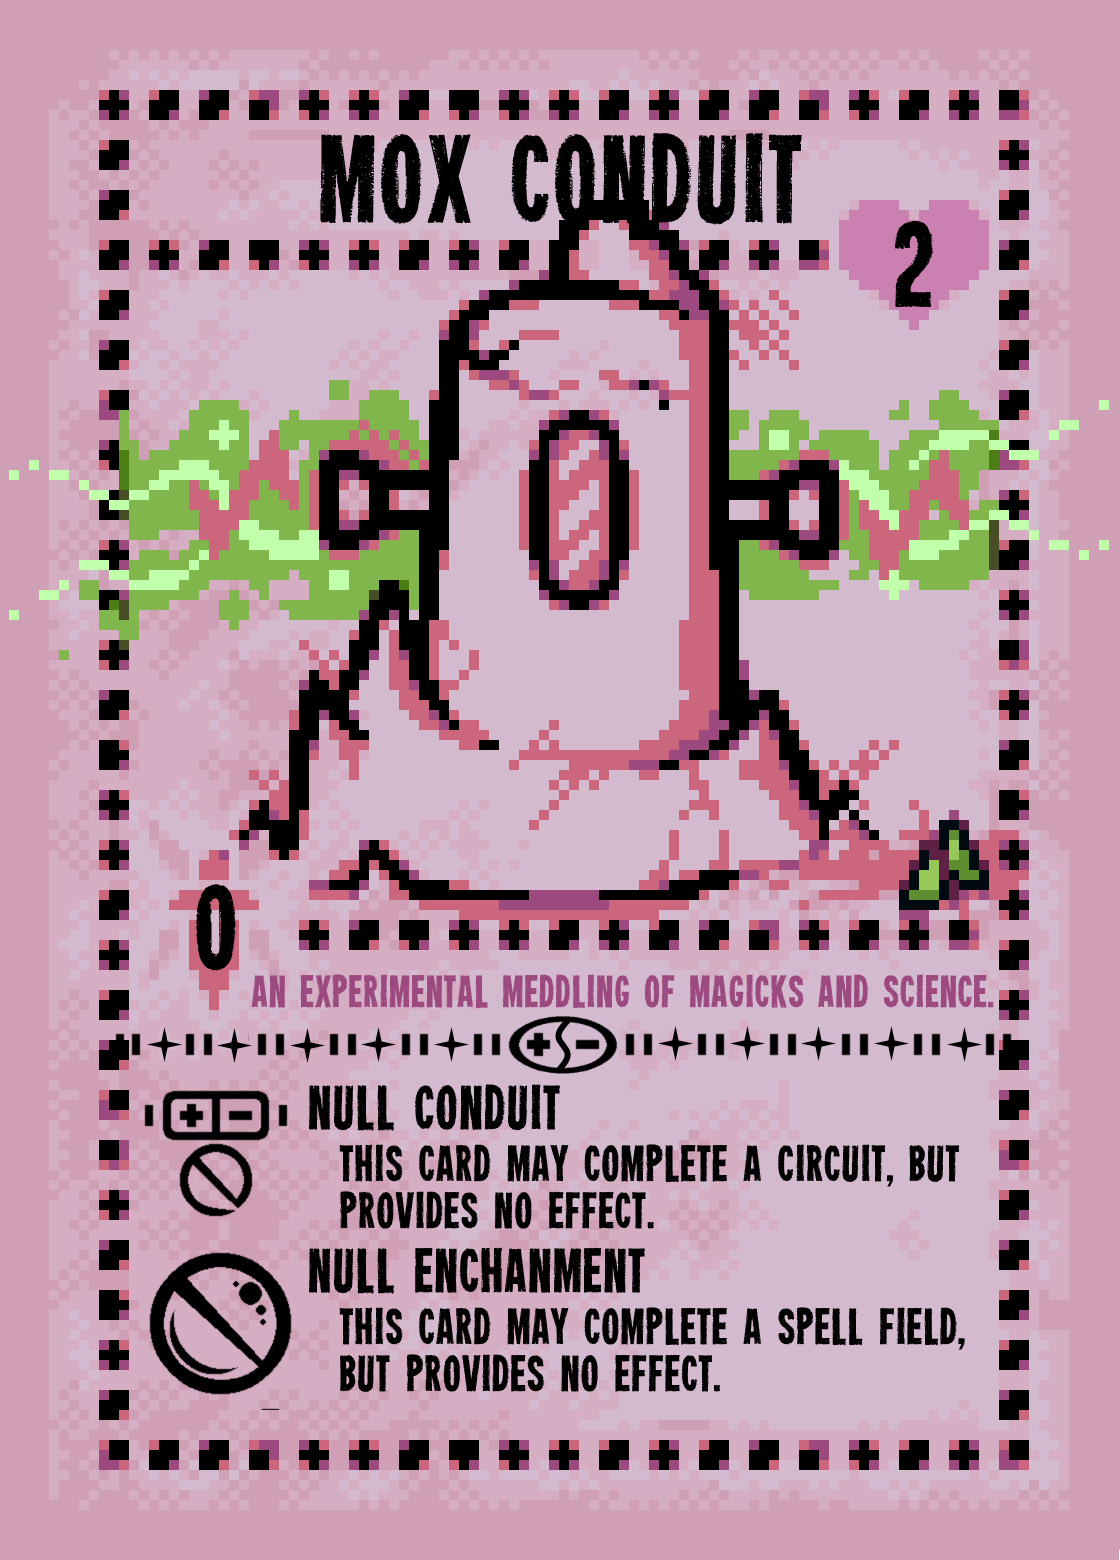 MOX CONDUIT
2
0
AN EXPERIMENTAL MEDDLING OF MAGICKS AND SCIENCE.
NULL CONDUIT
THIS CARD MAY COMPLETE A CIRCUIT, BUT
PROVIDES NO EFFECT.
NULL ENCHANMENT
THIS CARD MAY COMPLETE A SPELL FIELD,
BUT PROVIDES NO EFFECT.